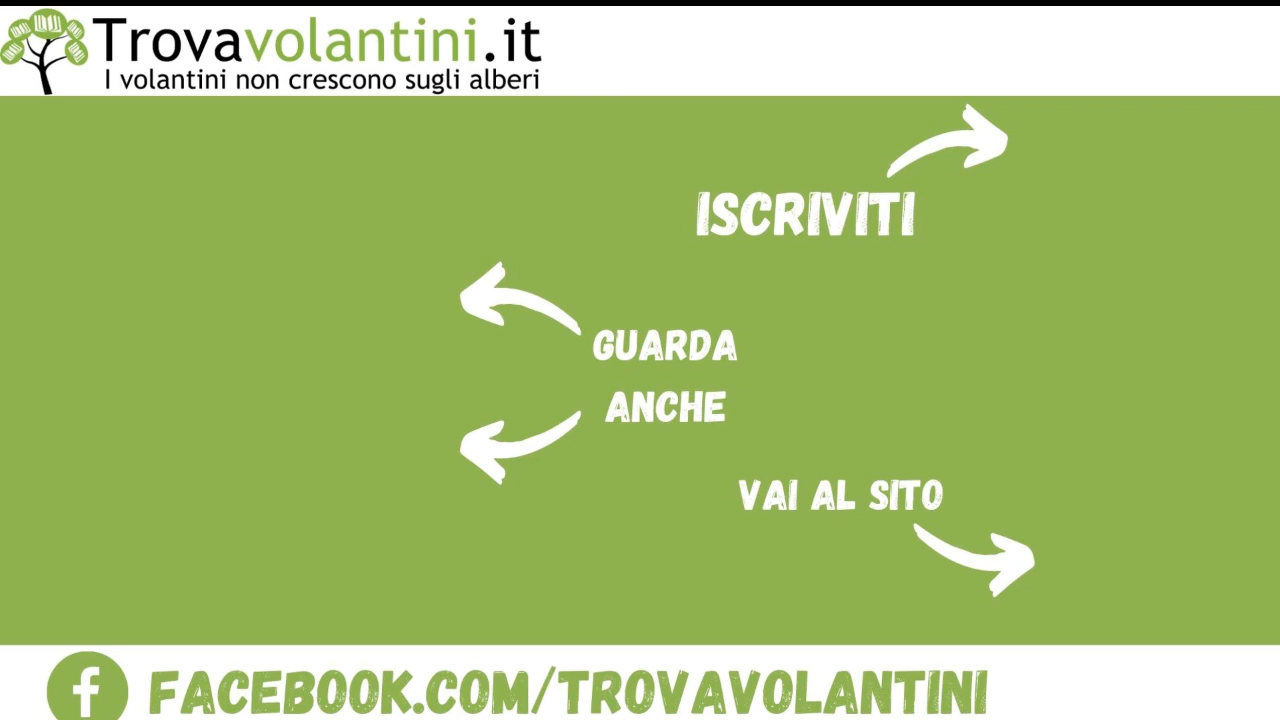 Trovavolantini.it
I volantini non crescono sugli alberi
ISCRIVITI
GUARDA
ANCHE
VAI AL SITO
FACEBOOK.COM/TROVAVOLANTINI